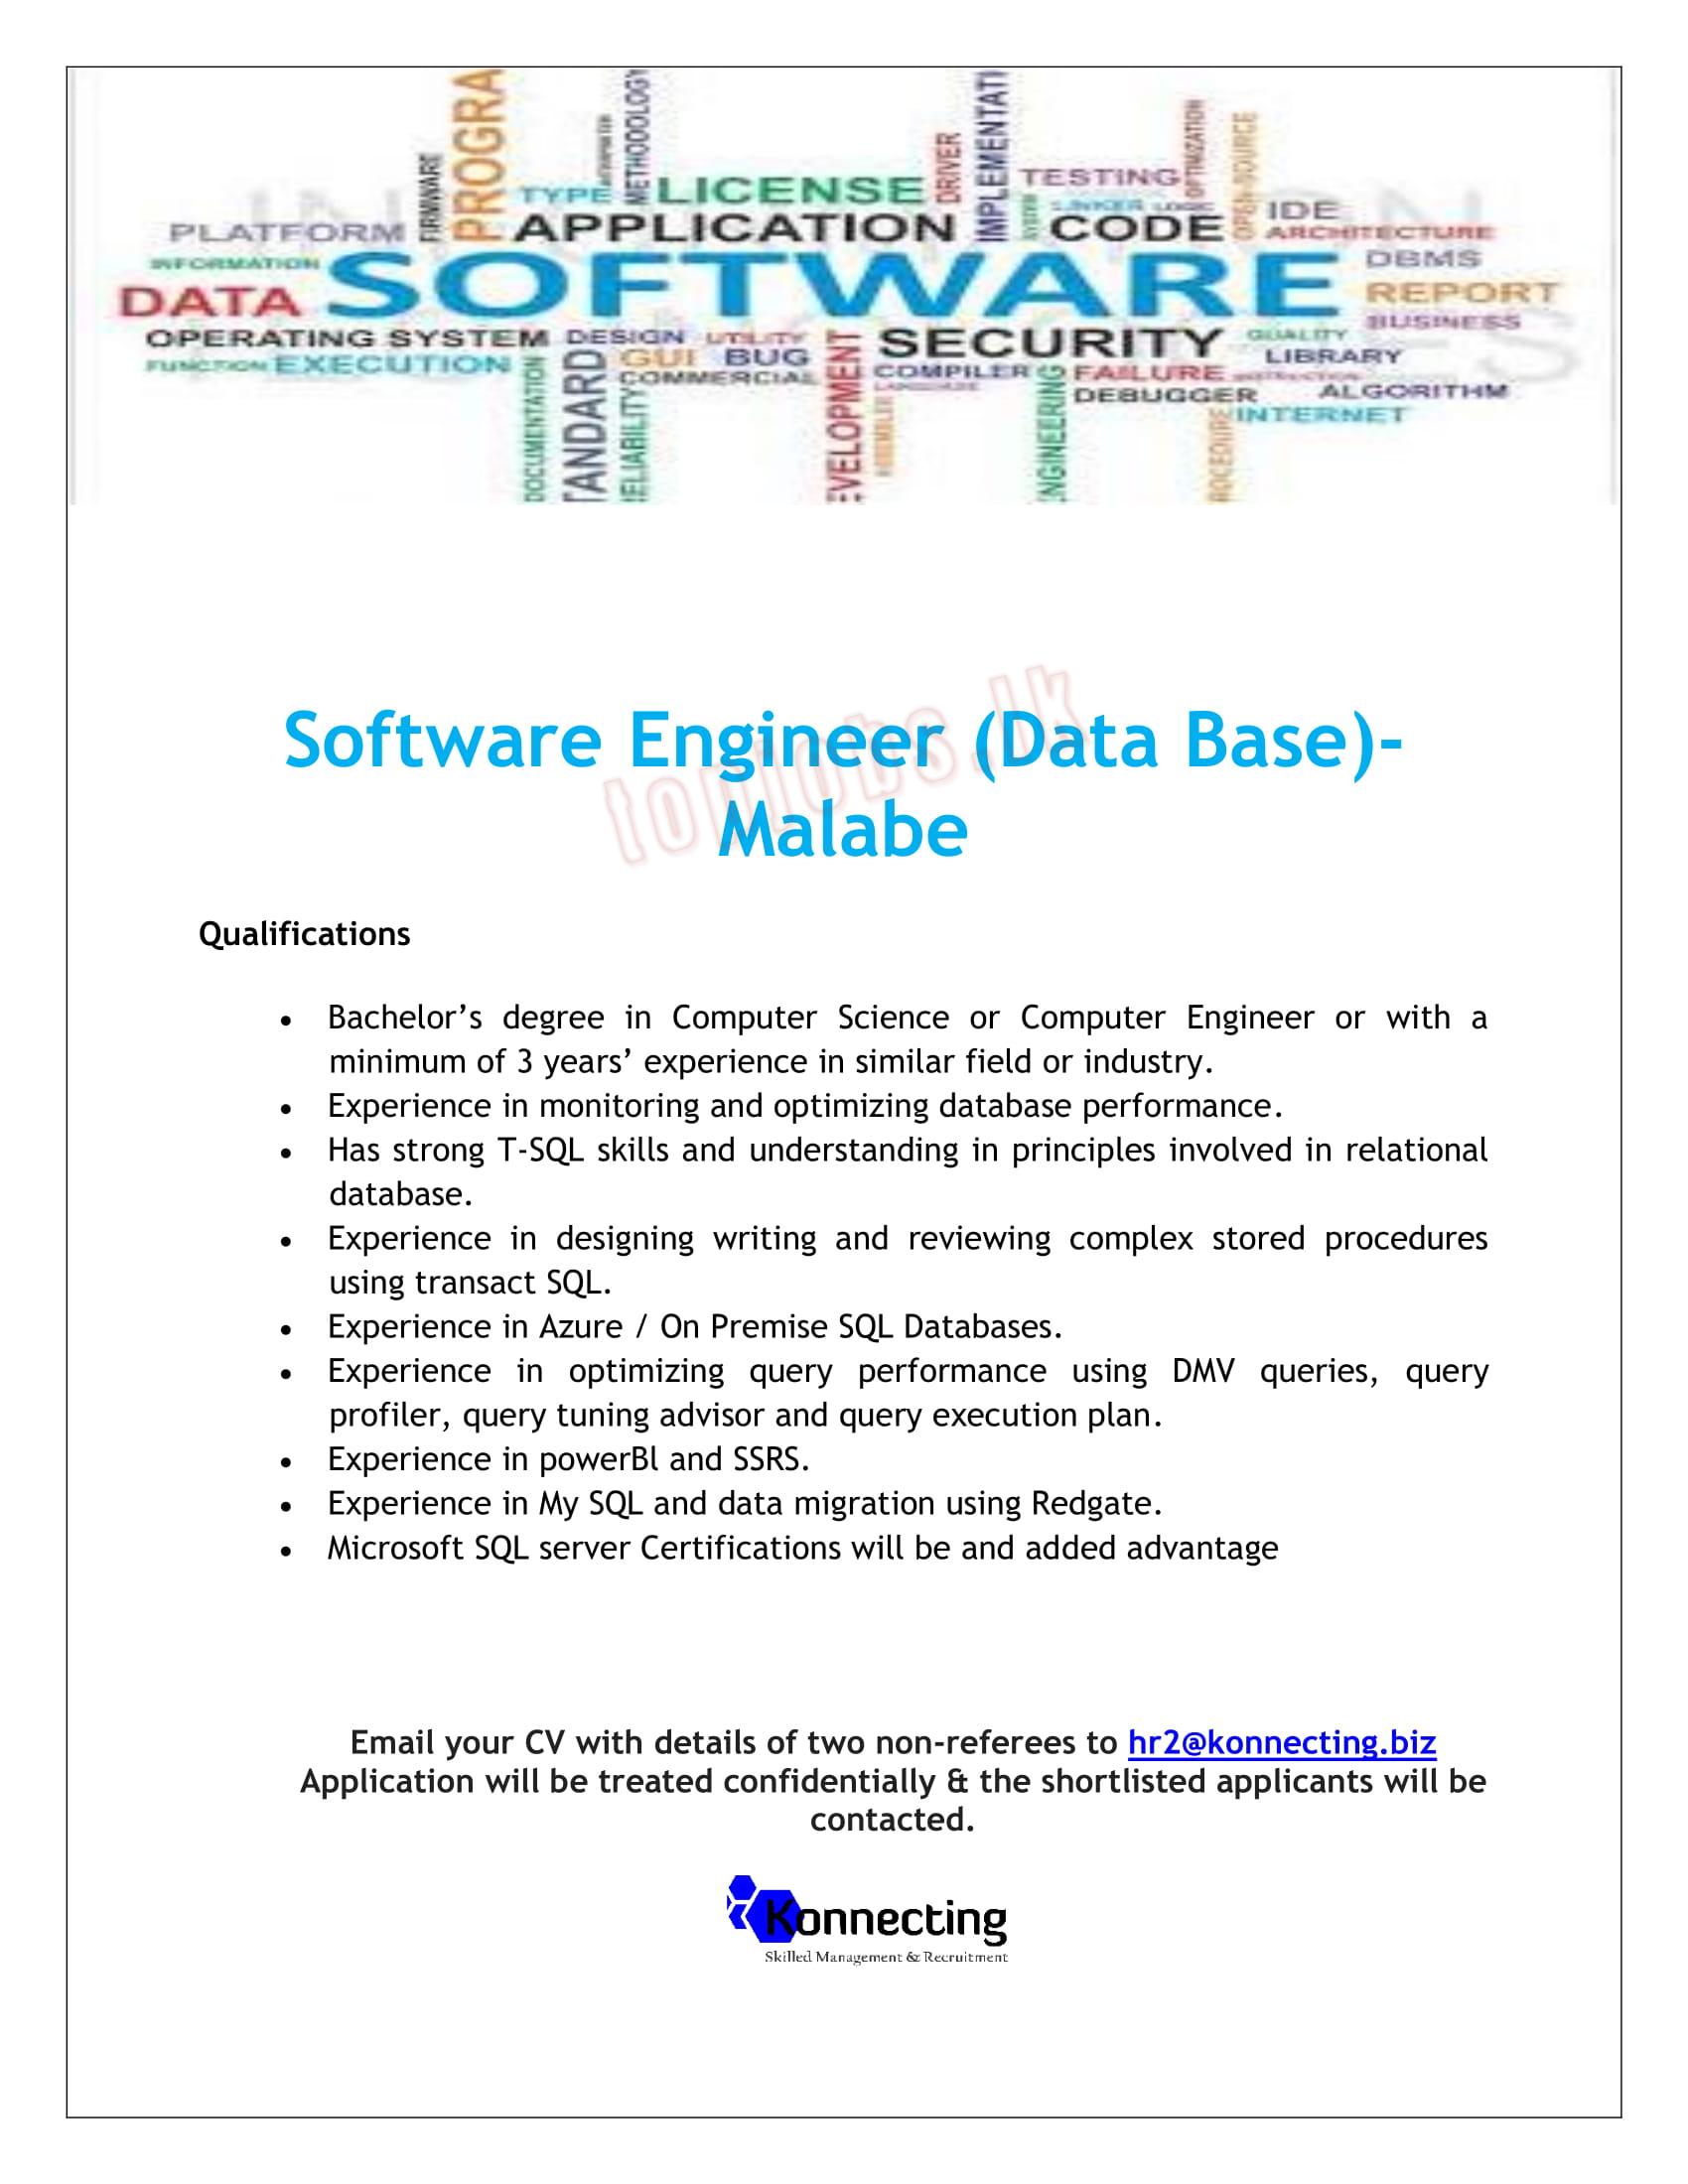 PROGRA
METHODOLOGY
FIRMWARE
DRIVER
IMPLEMENTATI
OPTIMIZATION
OPEN-SOURCE
TYPE
LICENSE
TESTING
LINKER LOGIC
IDE
PLATFORM
APPLICATION
CODE
ARCHITECTURE
INFORMATION
DBMS
DATA
SOFTWARE
REPORT
BUSINESS
OPERATING SYSTEM
DESIGN
UTILITY
SECURITY
QUALITY
FUNCTION
EXECUTION
GUI
BUG
LIBRARY
COMMERCIAL
COMPILER
FAILURE
LANGUAGE
DEBUGGER
ALGORITHM
INTERNET
DOCUMENTATION
TANDARD
ELIABILITY
EVELOPMENT
ASSEMBLER
NGINEERING
ROCEDURE
topjobs.lk
Software Engineer (Data Base)-
Malabe
Qualifications
• Bachelor’s degree in Computer Science or Computer Engineer or with a
minimum of 3 years’ experience in similar field or industry.
• Experience in monitoring and optimizing database performance.
• Has strong T-SQL skills and understanding in principles involved in relational
database.
• Experience in designing writing and reviewing complex stored procedures
using transact SQL.
• Experience in Azure / On Premise SQL Databases.
• Experience in optimizing query performance using DMV queries, query
profiler, query tuning advisor and query execution plan.
• Experience in powerBl and SSRS.
• Experience in My SQL and data migration using Redgate.
• Microsoft SQL server Certifications will be and added advantage
Email your CV with details of two non-referees to hr2@konnecting.biz
Application will be treated confidentially & the shortlisted applicants will be
contacted.
Konnecting
Skilled Management & Recruitment